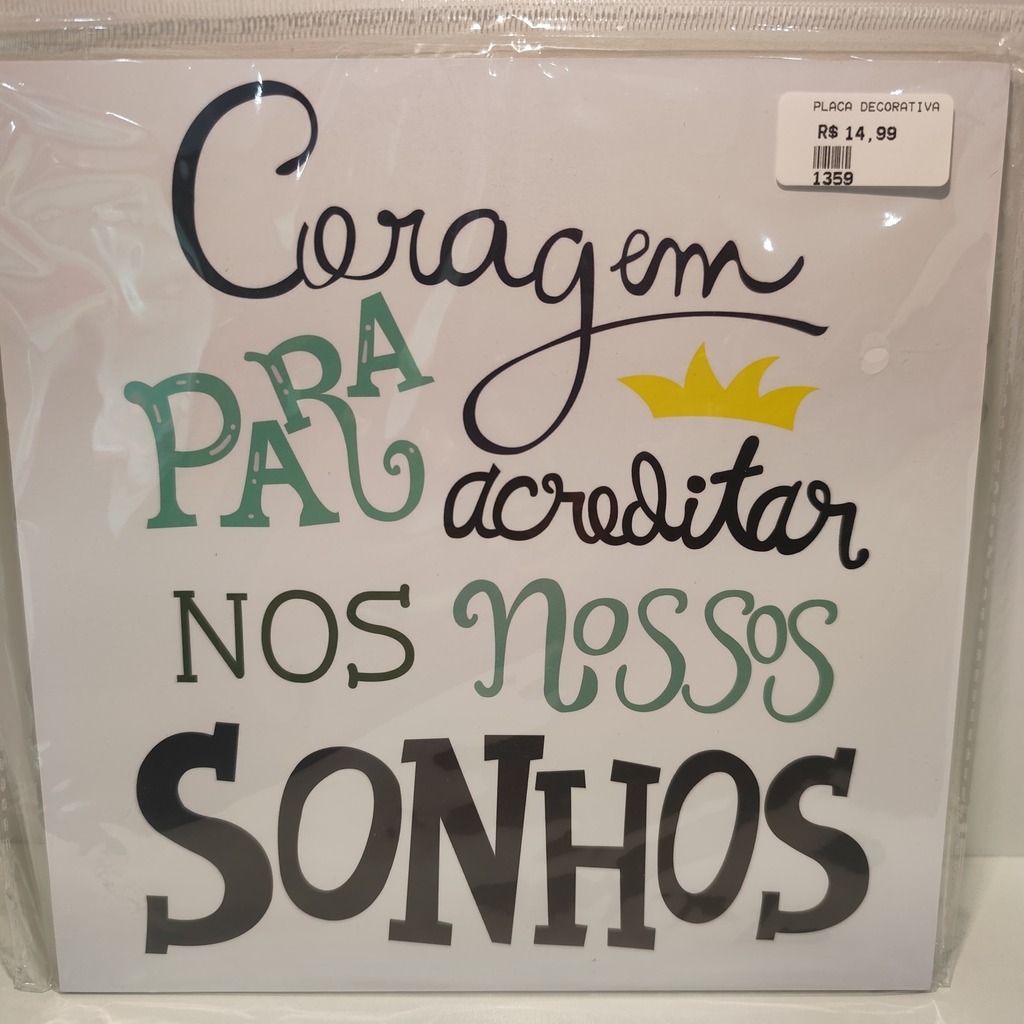 PLACA DECORATIVA
R$ 14,99
1359
Coragem
PARA
acreditar
NOS nossos
SONHOS